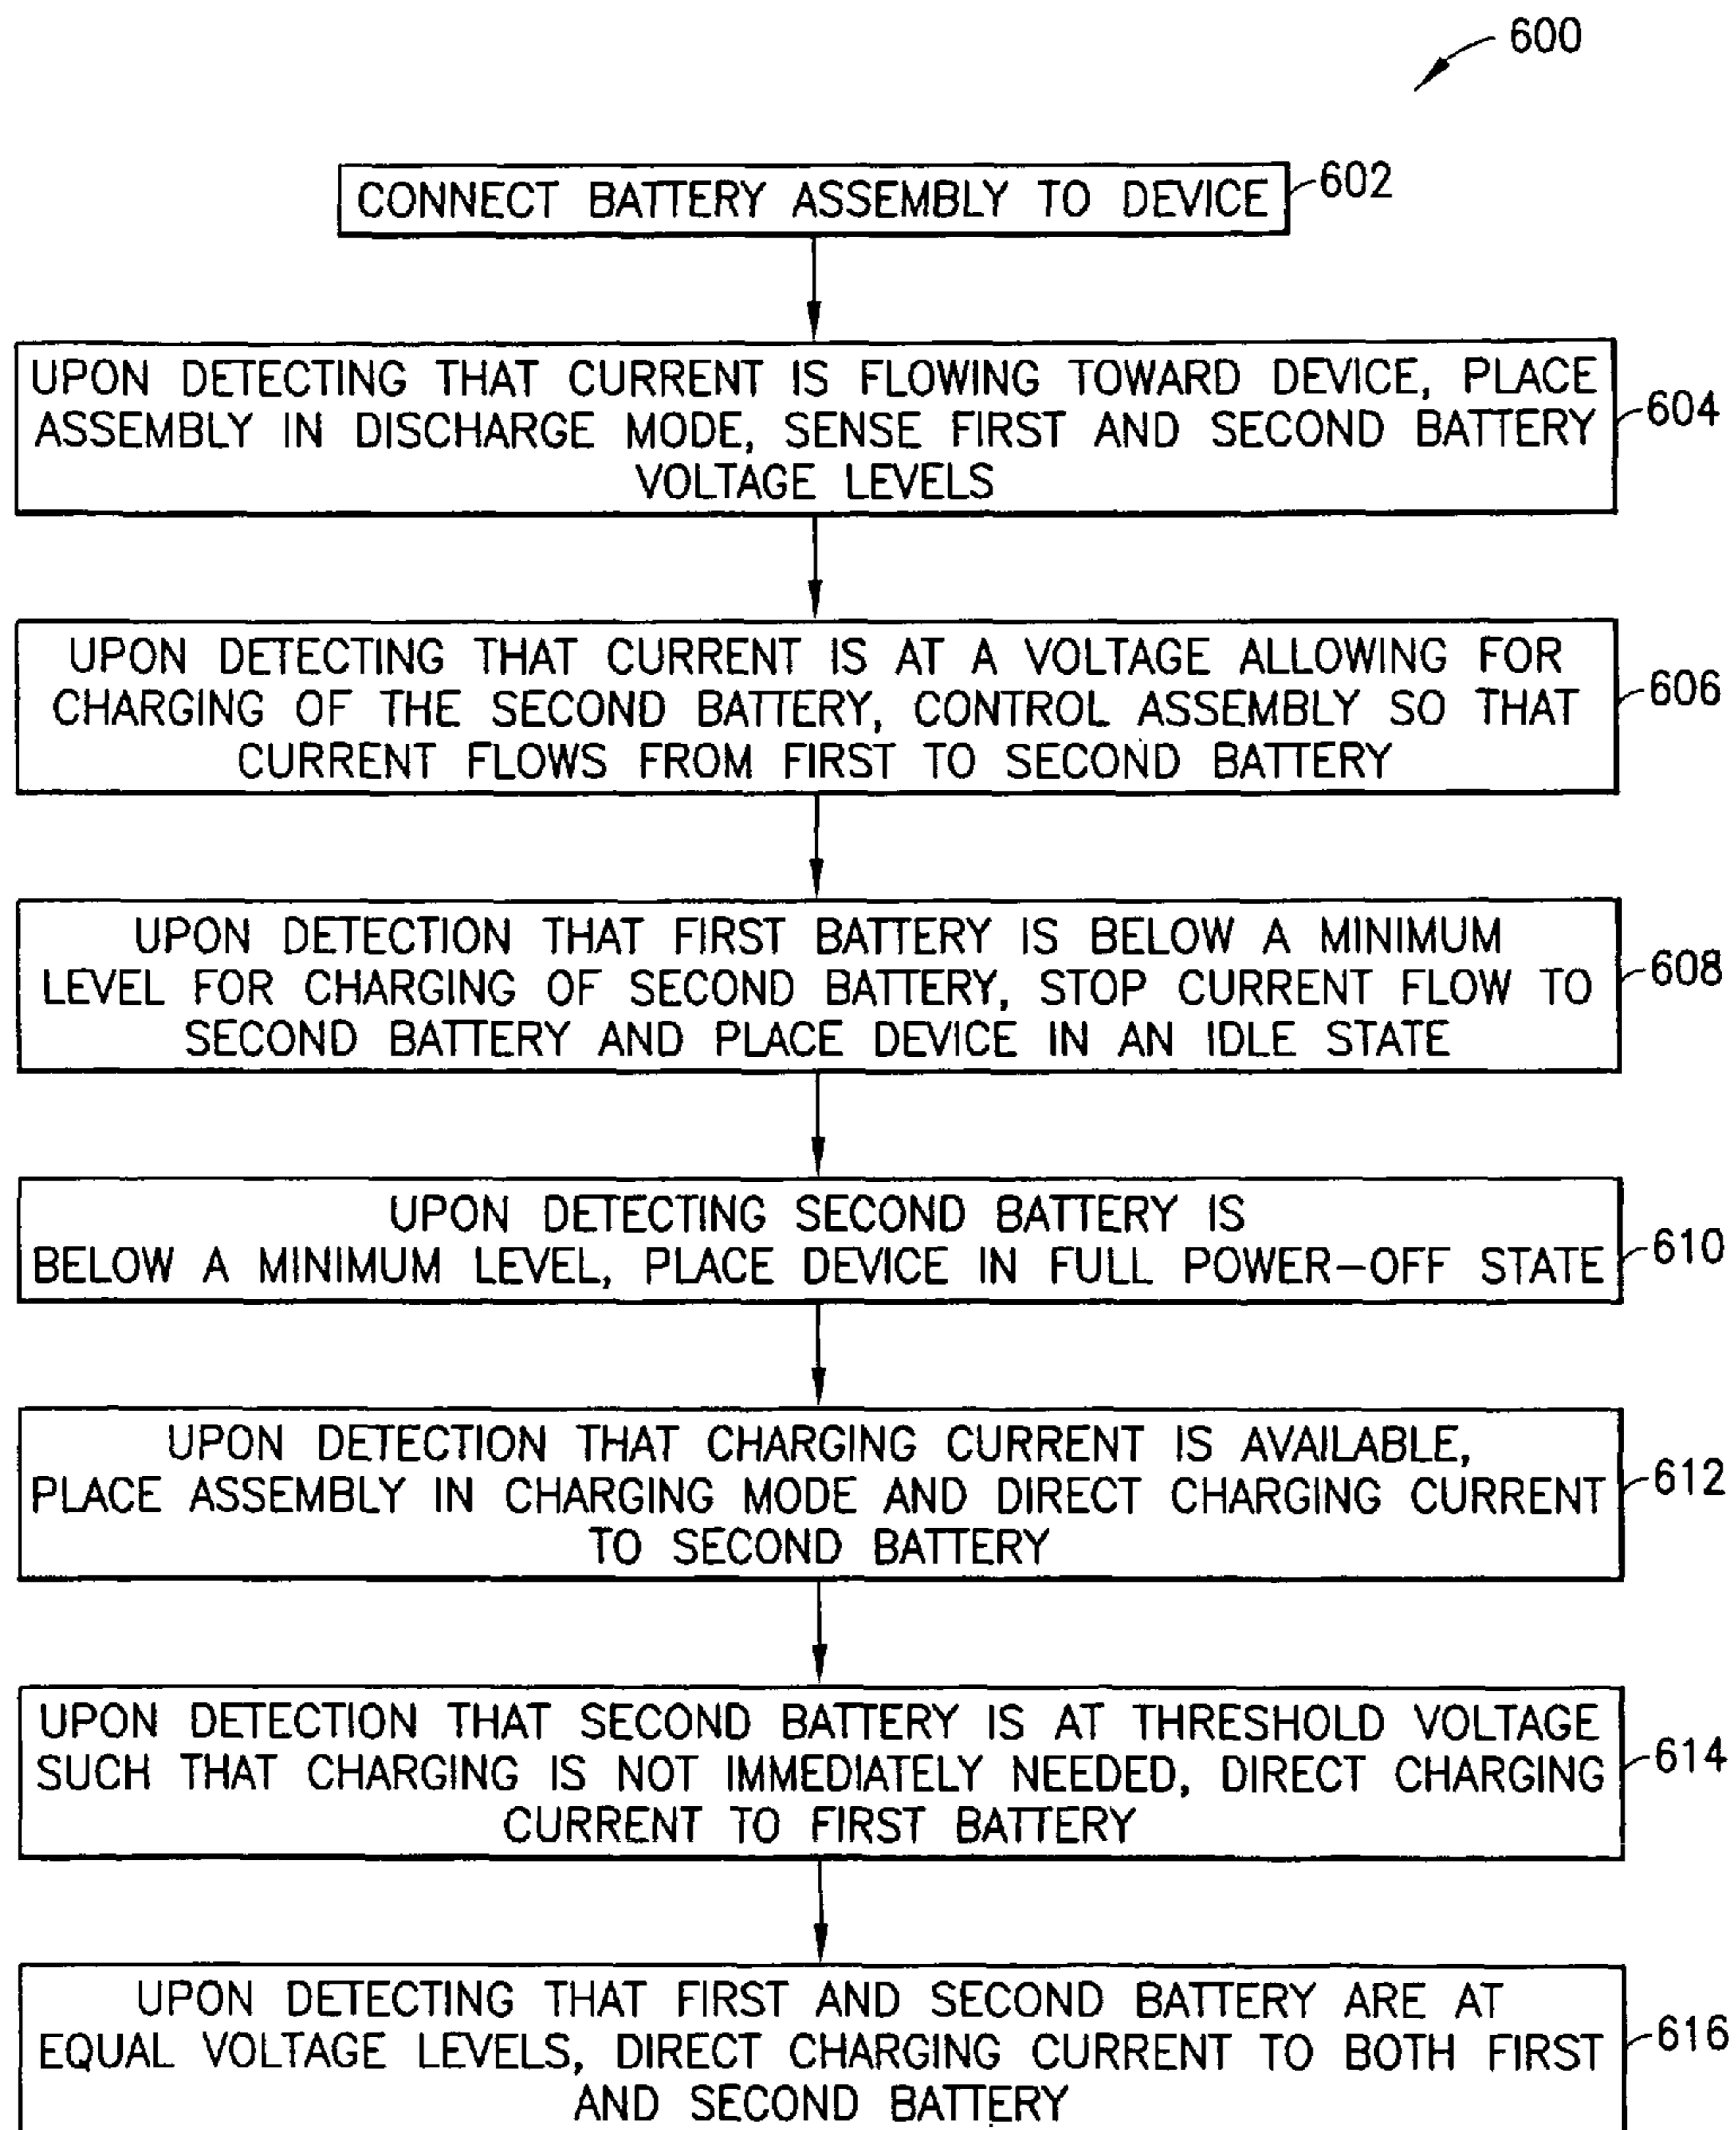 600
CONNECT BATTERY ASSEMBLY TO DEVICE
602
UPON DETECTING THAT CURRENT IS FLOWING TOWARD DEVICE, PLACE
ASSEMBLY IN DISCHARGE MODE, SENSE FIRST AND SECOND BATTERY
VOLTAGE LEVELS
604
UPON DETECTING THAT CURRENT IS AT A VOLTAGE ALLOWING FOR
CHARGING OF THE SECOND BATTERY, CONTROL ASSEMBLY SO THAT
CURRENT FLOWS FROM FIRST TO SECOND BATTERY
606
UPON DETECTION THAT FIRST BATTERY IS BELOW A MINIMUM
LEVEL FOR CHARGING OF SECOND BATTERY, STOP CURRENT FLOW TO
SECOND BATTERY AND PLACE DEVICE IN AN IDLE STATE
608
UPON DETECTING SECOND BATTERY IS
BELOW A MINIMUM LEVEL, PLACE DEVICE IN FULL POWER-OFF STATE
610
UPON DETECTION THAT CHARGING CURRENT IS AVAILABLE,
PLACE ASSEMBLY IN CHARGING MODE AND DIRECT CHARGING CURRENT
TO SECOND BATTERY
612
UPON DETECTION THAT SECOND BATTERY IS AT THRESHOLD VOLTAGE
SUCH THAT CHARGING IS NOT IMMEDIATELY NEEDED, DIRECT CHARGING
CURRENT TO FIRST BATTERY
614
UPON DETECTING THAT FIRST AND SECOND BATTERY ARE AT
EQUAL VOLTAGE LEVELS, DIRECT CHARGING CURRENT TO BOTH FIRST
AND SECOND BATTERY
616